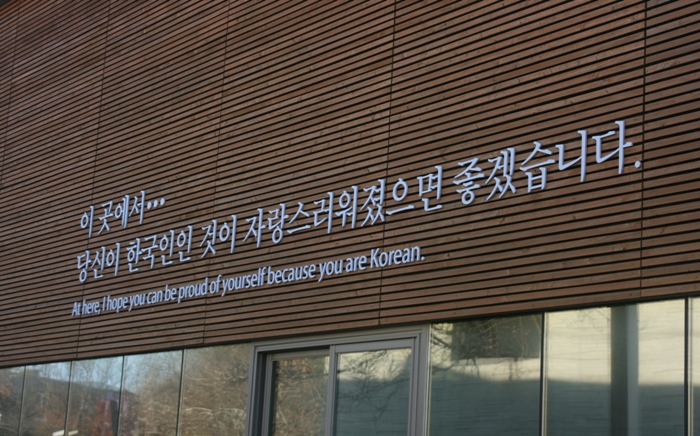 이 곳에서...
당신이 한국인인 것이 자랑스러워졌으면 좋겠습니다.
At here, I hope you can be proud of yourself because you are Korean.